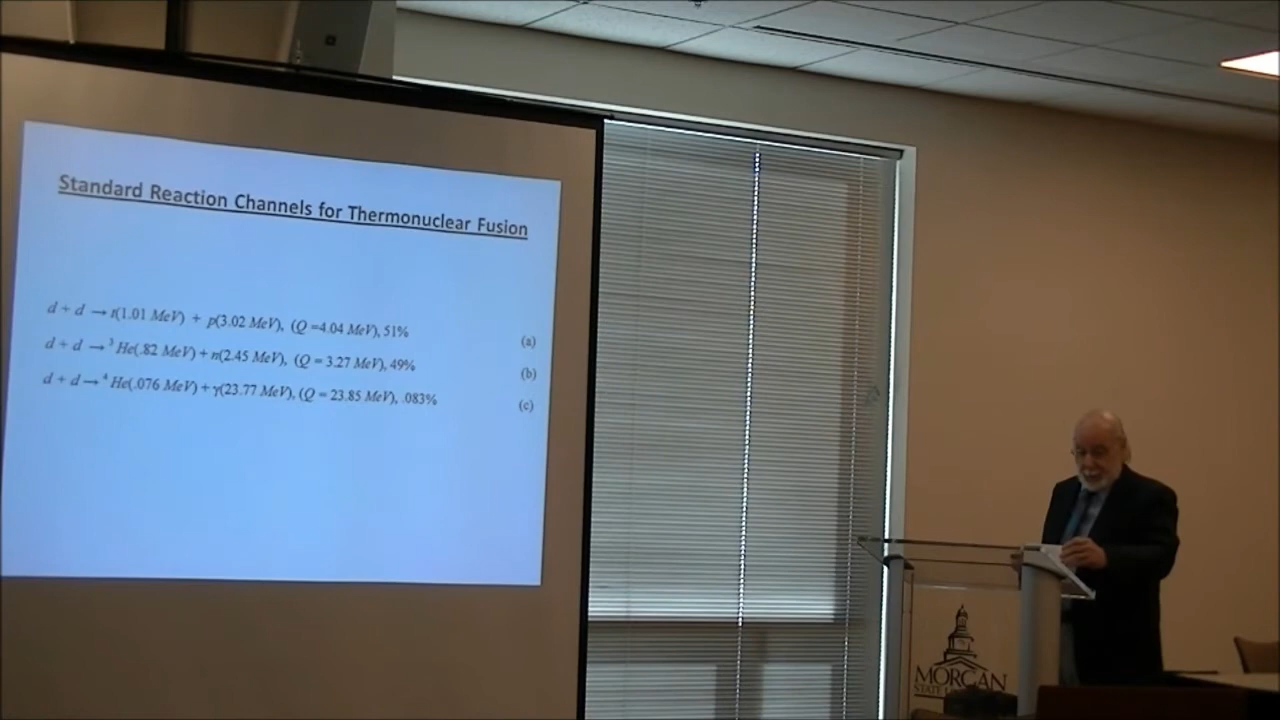 Standard Reaction Channels for Thermonuclear Fusion
d + d → t(1.01 MeV) + p(3.02 MeV), (Q =4.04 MeV), 51% (a)
d + d → ³He(.82 MeV) + n(2.45 MeV), (Q = 3.27 MeV), 49% (b)
d + d → ⁴He(.076 MeV) + γ(23.77 MeV), (Q = 23.85 MeV), .083% (c)
MORGAN
STATE